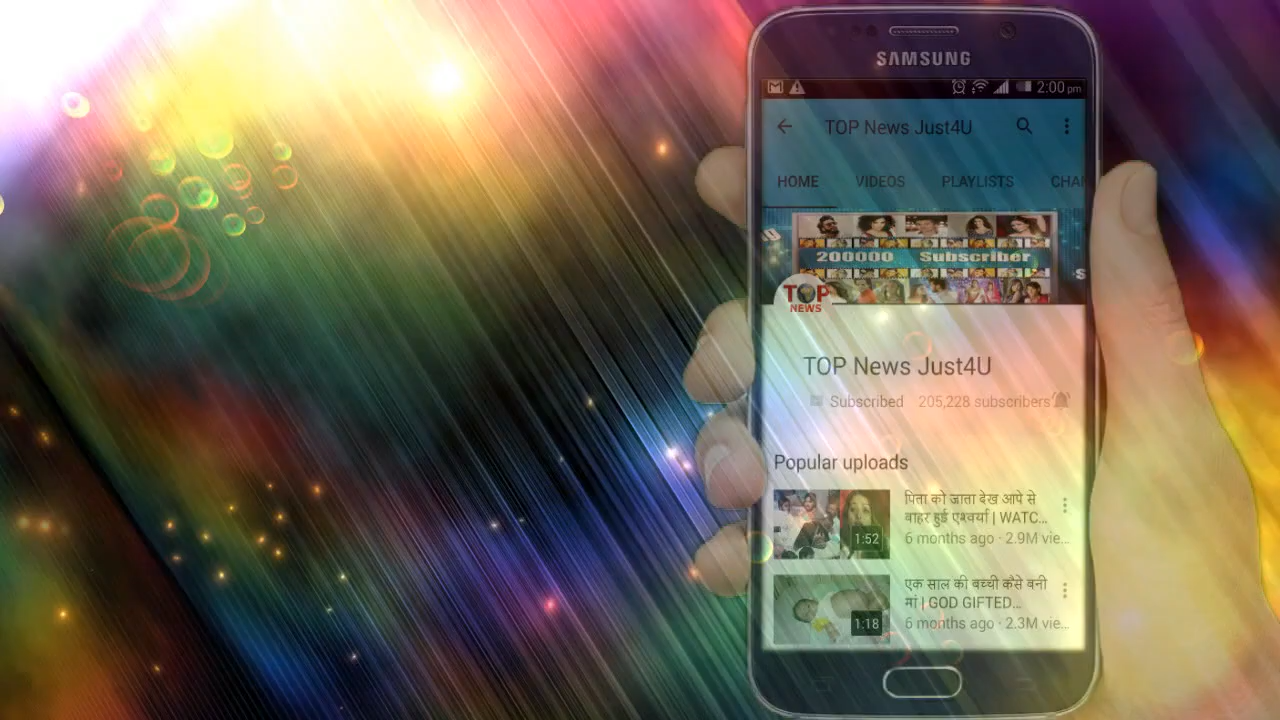 SAMSUNG
2:00 pm
TOP News Just4U
HOME VIDEOS PLAYLISTS CHA
200000 Subscriber
TOP
NEWS
TOP News Just4U
Subscribed 205,228 subscribers
Popular uploads
पिता को जाता देख आपे से
बाहर हुई एश्वर्या | WATC...
1:52
6 months ago · 2.9M vie...
एक साल की बच्ची कैसे बनी
मां | GOD GIFTED...
1:18
6 months ago · 2.3M vie...